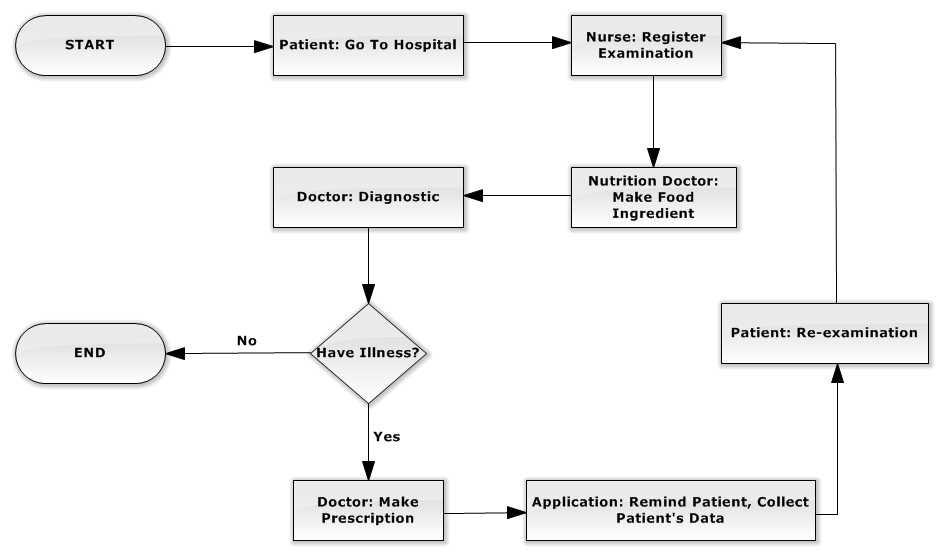 START
Patient: Go To Hospital
Nurse: Register
Examination
Doctor: Diagnostic
Nutrition Doctor:
Make Food
Ingredient
Patient: Re-examination
END
No
Have Illness?
Yes
Doctor: Make
Prescription
Application: Remind Patient, Collect
Patient's Data